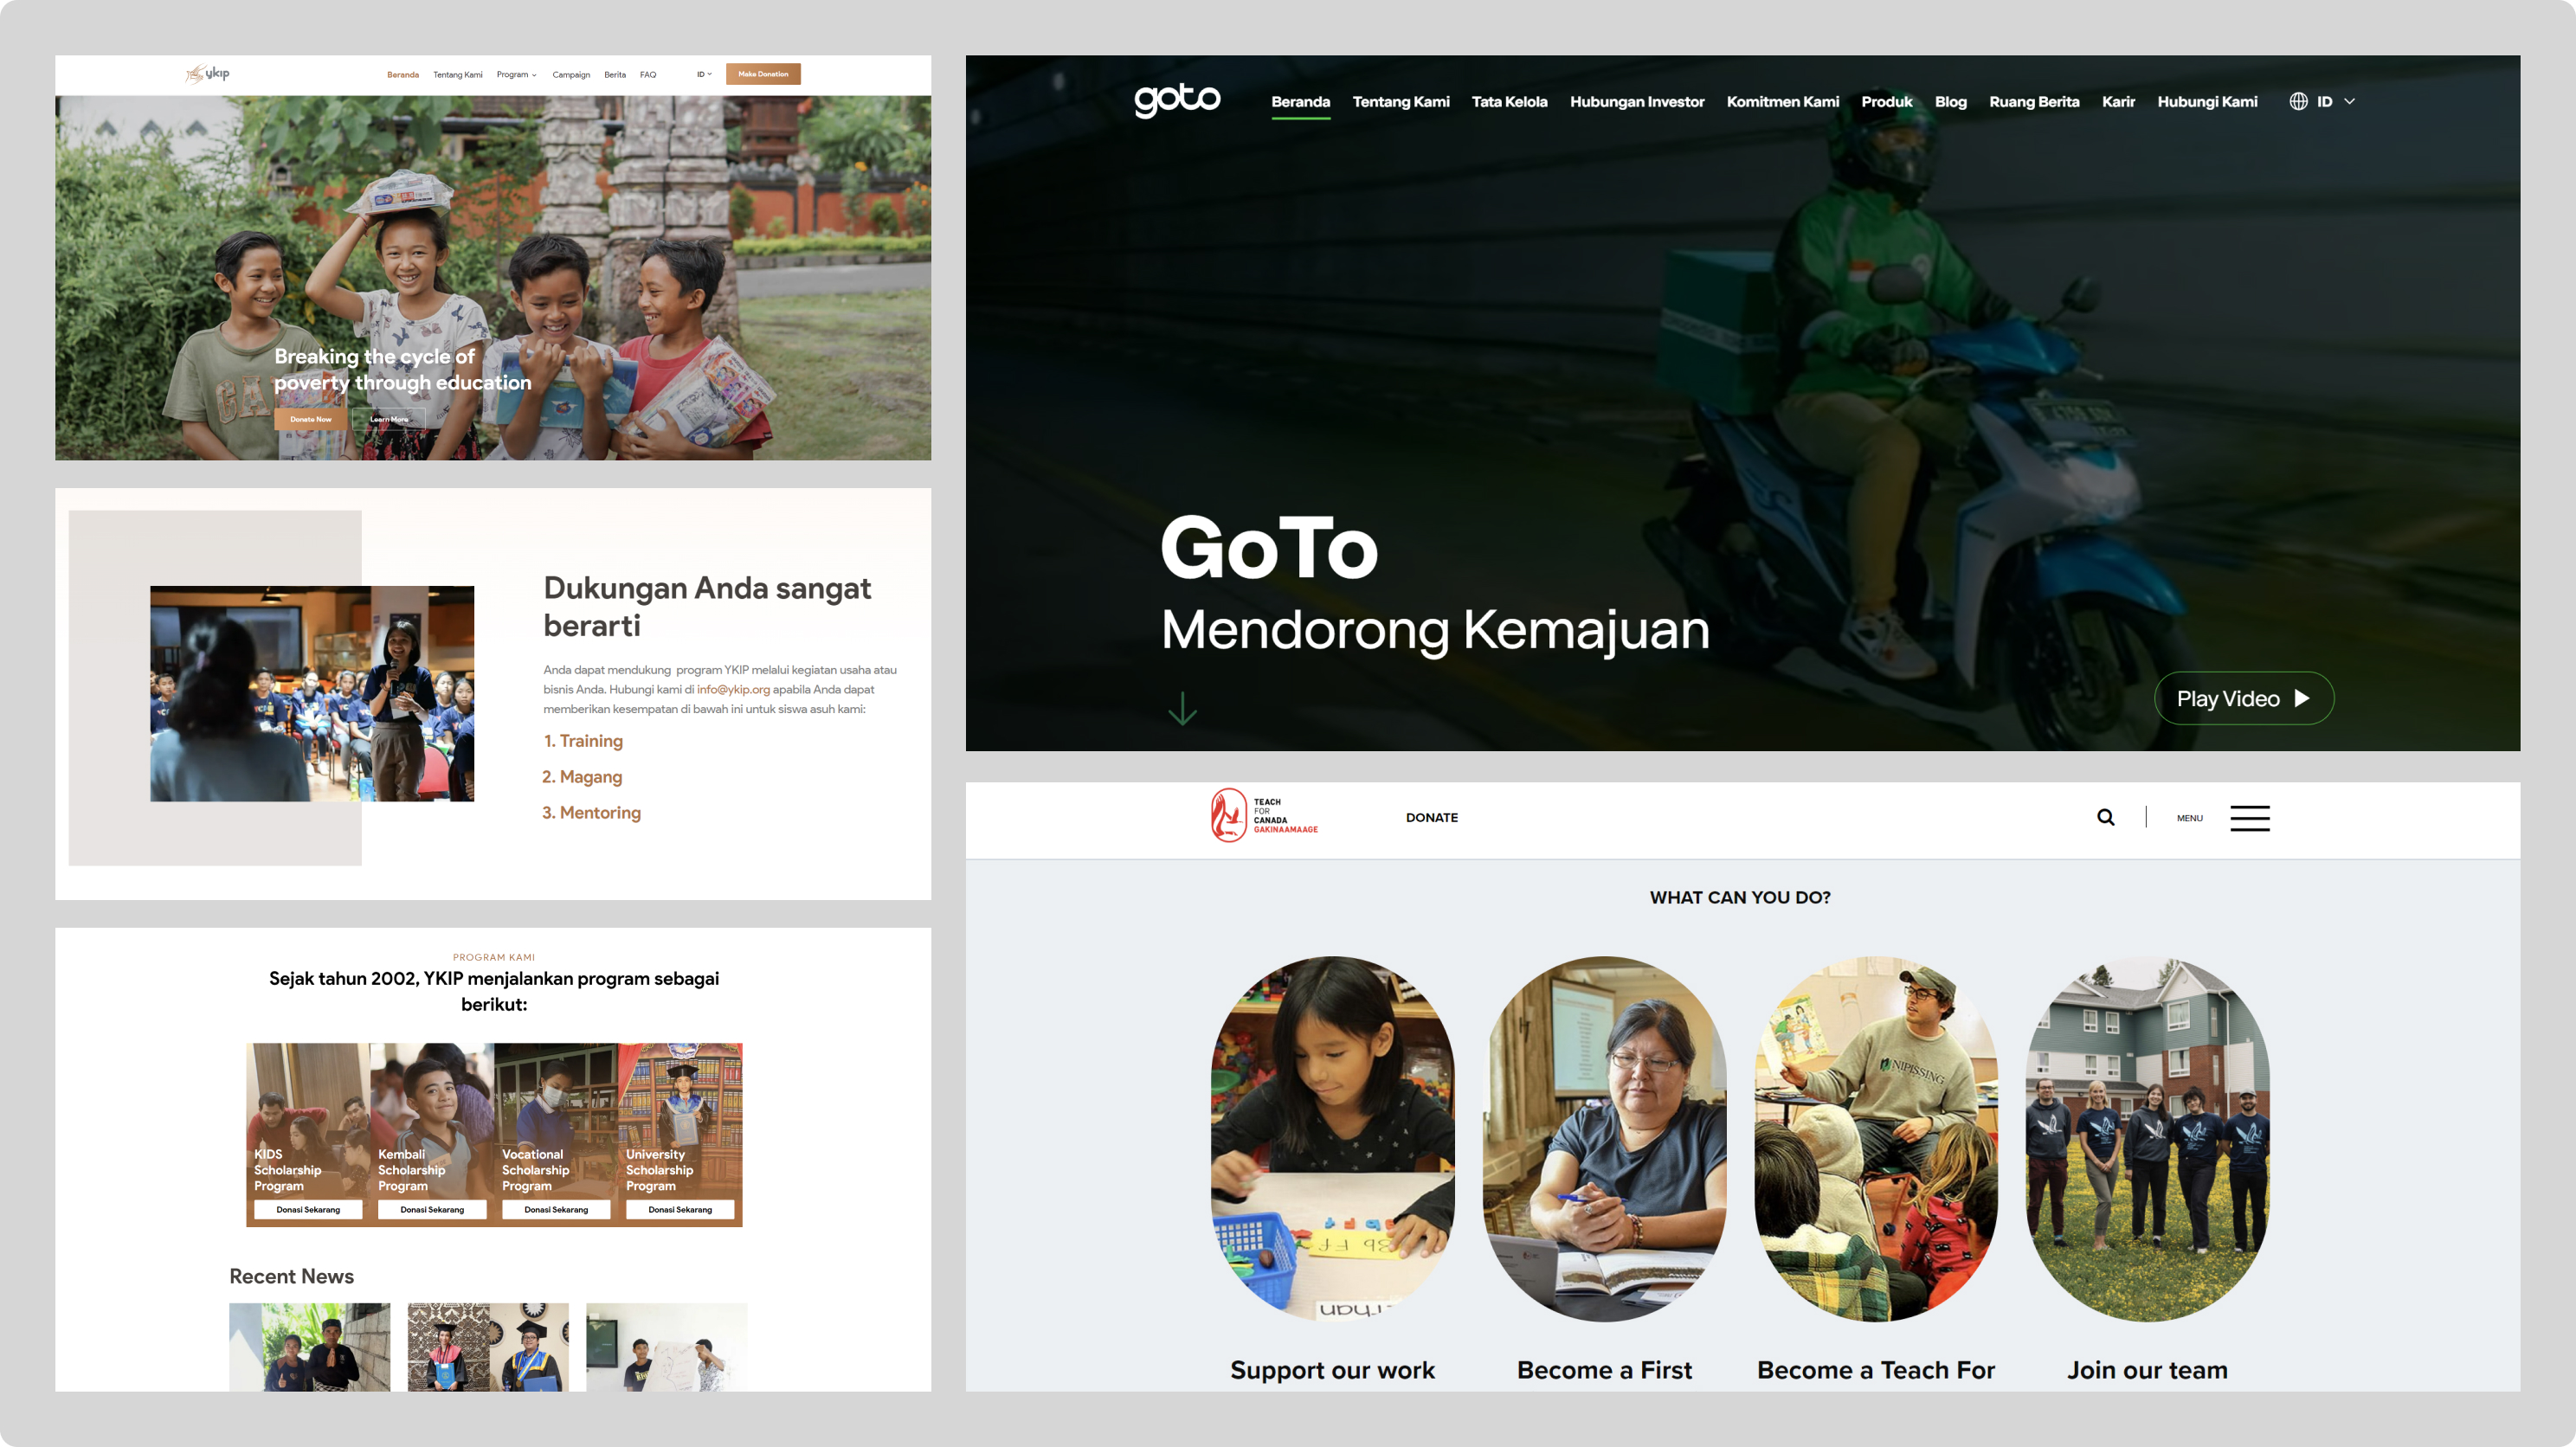 ykip
Beranda Tentang Kami Program Campaign Berita FAQ ID Make Donation
Breaking the cycle of
poverty through education
Donate Now Learn More
Dukungan Anda sangat
berarti
Anda dapat mendukung program YKIP melalui kegiatan usaha atau
bisnis Anda. Hubungi kami di info@ykip.org apabila Anda dapat
memberikan kesempatan di bawah ini untuk siswa asuh kami:
1. Training
2. Magang
3. Mentoring
PROGRAM KAMI
Sejak tahun 2002, YKIP menjalankan program sebagai
berikut:
KIDS
Scholarship
Program
Donasi Sekarang
Kembali
Scholarship
Program
Donasi Sekarang
Vocational
Scholarship
Program
Donasi Sekarang
University
Scholarship
Program
Donasi Sekarang
Recent News
goto
Beranda Tentang Kami Tata Kelola Hubungan Investor Komitmen Kami Produk Blog Ruang Berita Karir Hubungi Kami ID
GoTo
Mendorong Kemajuan
Play Video
TEACH
FOR
CANADA
GAKINAAMAAGE
DONATE
MENU
WHAT CAN YOU DO?
NIPISSING
Support our work
Become a First
Become a Teach For
Join our team